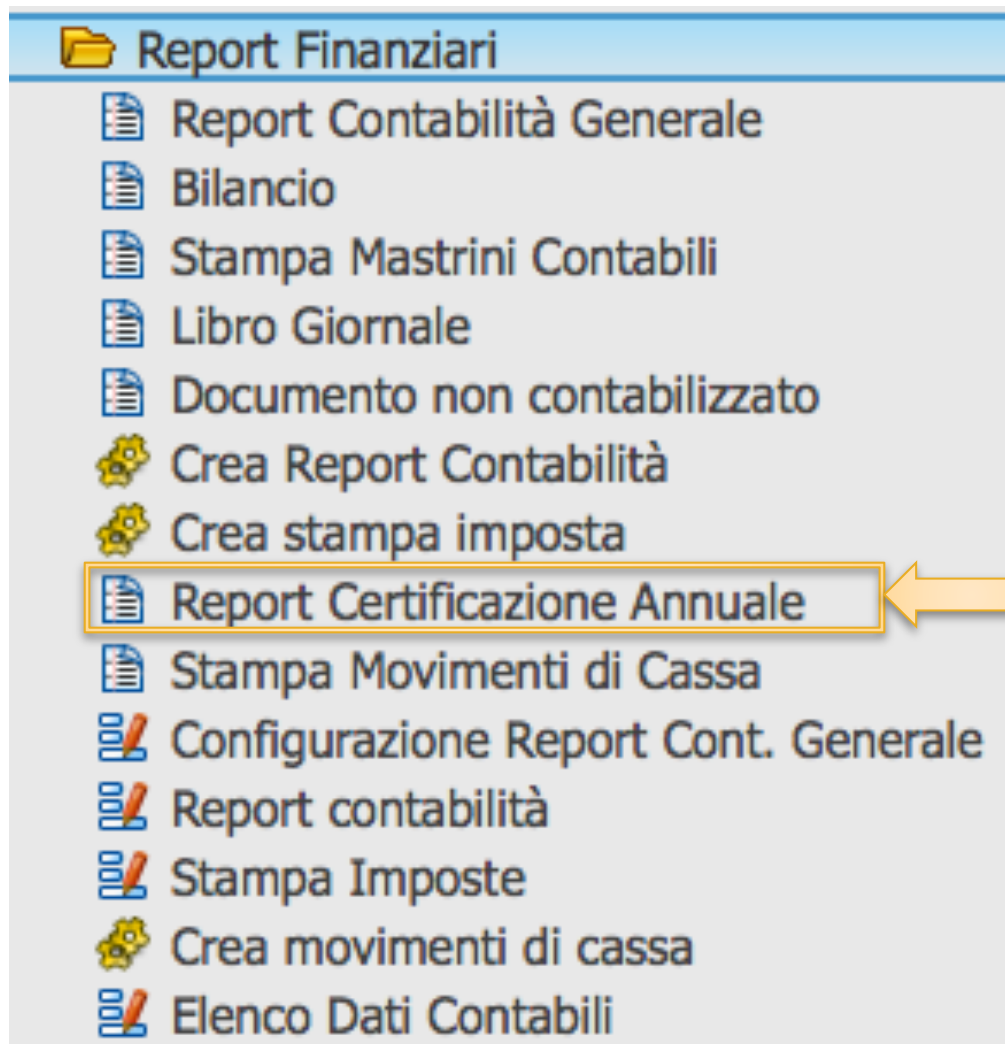 Report Finanziari
Report Contabilità Generale
Bilancio
Stampa Mastrini Contabili
Libro Giornale
Documento non contabilizzato
Crea Report Contabilità
Crea stampa imposta
Report Certificazione Annuale
Stampa Movimenti di Cassa
Configurazione Report Cont. Generale
Report contabilità
Stampa Imposte
Crea movimenti di cassa
Elenco Dati Contabili